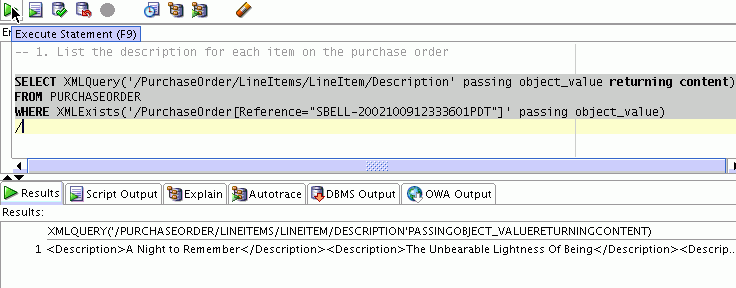 Execute Statement (F9)
-- 1. List the description for each item on the purchase order
SELECT XMLQuery('/PurchaseOrder/LineItems/LineItem/Description' passing object_value returning content)
FROM PURCHASEORDER
WHERE XMLExists('/PurchaseOrder[Reference="SBELL-2002100912333601PDT"]' passing object_value)
/
Results Script Output Explain Autotrace DBMS Output OWA Output
Results:
XMLQUERY('/PURCHASEORDER/LINEITEMS/LINEITEM/DESCRIPTION'PASSINGOBJECT_VALUERETURNINGCONTENT)
1 <Description>A Night to Remember</Description><Description>The Unbearable Lightness Of Being</Description><Descrip...